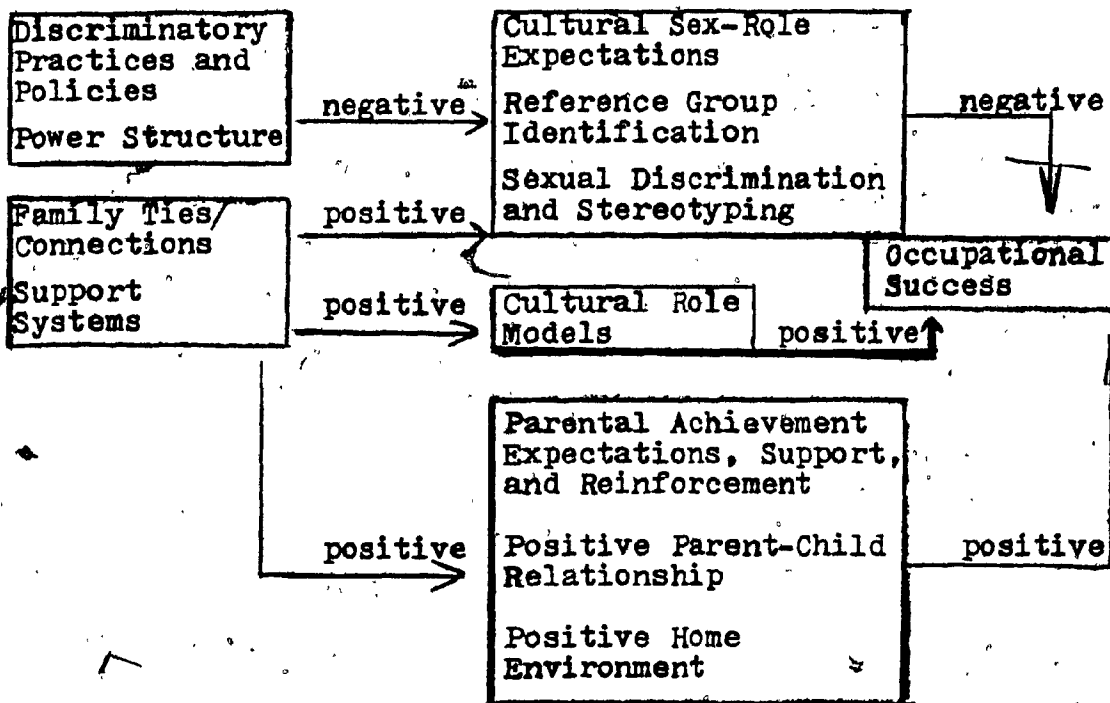 Discriminatory
Practices and
Policies
Power Structure
negative
Cultural Sex-Role
Expectations
Reference Group
Identification
Sexual Discrimination
and Stereotyping
negative
Family Ties/
Connections
Support
Systems
positive
positive
Cultural Role
Models
positive
Occupational
Success
positive
Parental Achievement
Expectations, Support,
and Reinforcement
Positive Parent-Child
Relationship
Positive Home
Environment
positive